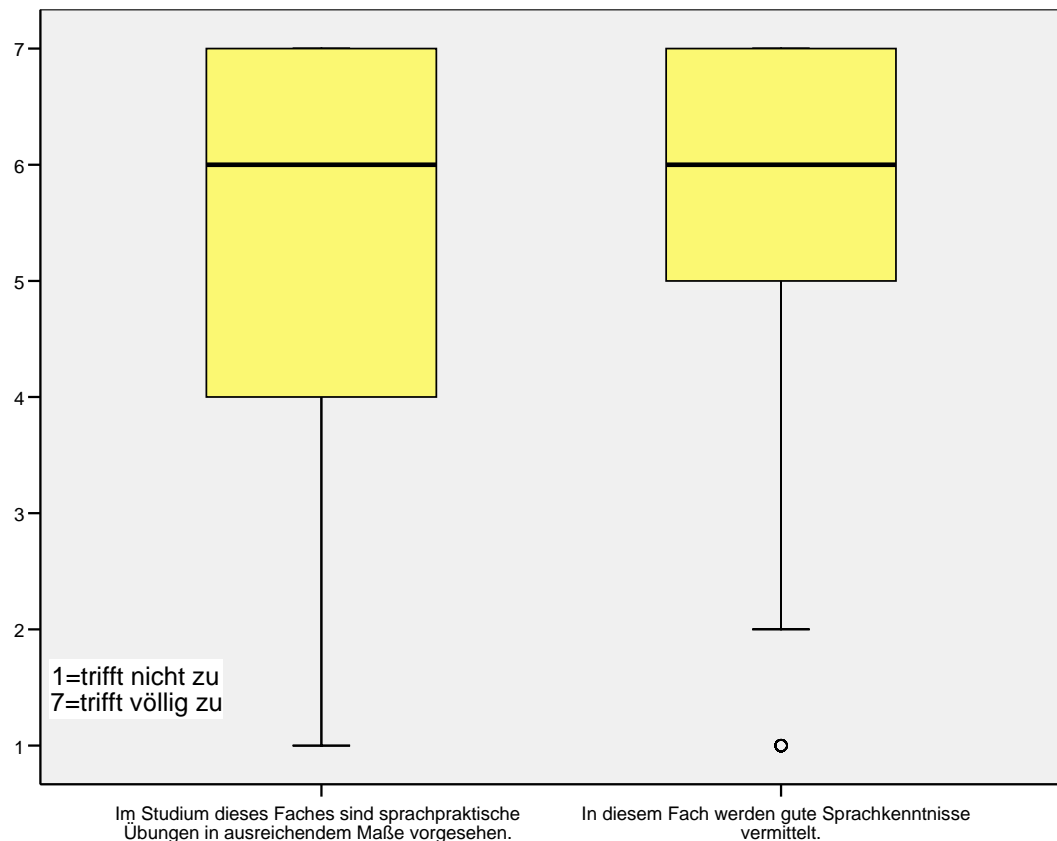 7
6
5
4
3
2
1
1=trifft nicht zu
7=trifft völlig zu
Im Studium dieses Faches sind sprachpraktische
Übungen in ausreichendem Maße vorgesehen.
In diesem Fach werden gute Sprachkenntnisse
vermittelt.